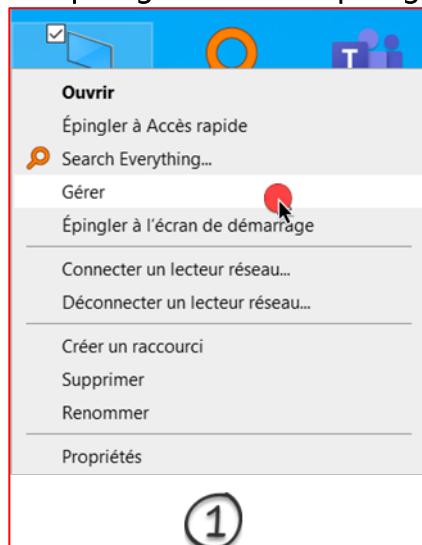 Ouvrir
Épingler à Accès rapide
Search Everything...
Gérer
Épingler à l'écran de démarrage
Connecter un lecteur réseau...
Déconnecter un lecteur réseau...
Créer un raccourci
Supprimer
Renommer
Propriétés
1